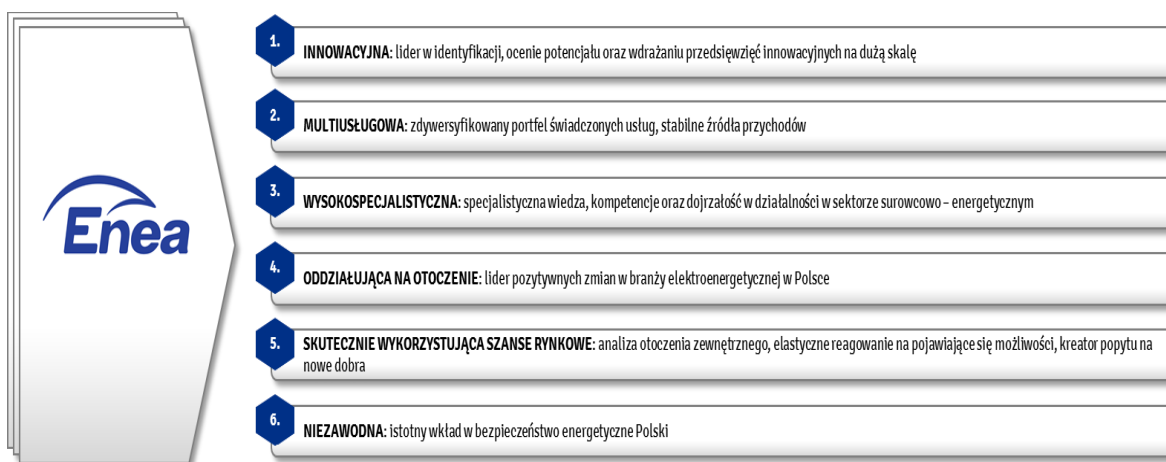 Enea
1.
INNOWACYJNA: lider w identyfikacji, ocenie potencjału oraz wdrażaniu przedsięwzięć innowacyjnych na dużą skalę
2.
MULTIUSŁUGOWA: zdywersyfikowany portfel świadczonych usług, stabilne źródła przychodów
3.
WYSOKOSPECJALISTYCZNA: specjalistyczna wiedza, kompetencje oraz dojrzałość w działalności w sektorze surowcowo – energetycznym
4.
ODDZIAŁUJĄCA NA OTOCZENIE: lider pozytywnych zmian w branży elektroenergetycznej w Polsce
5.
SKUTECZNIE WYKORZYSTUJĄCA SZANSE RYNKOWE: analiza otoczenia zewnętrznego, elastyczne reagowanie na pojawiające się możliwości, kreator popytu na
nowe dobra
6.
NIEZAWODNA: istotny wkład w bezpieczeństwo energetyczne Polski